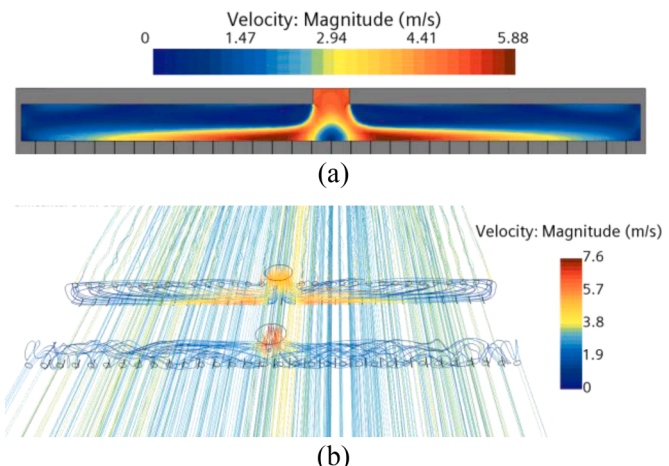 Velocity: Magnitude (m/s)
0 1.47 2.94 4.41 5.88
(a)
Velocity: Magnitude (m/s)
7.6
5.7
3.8
1.9
0
(b)